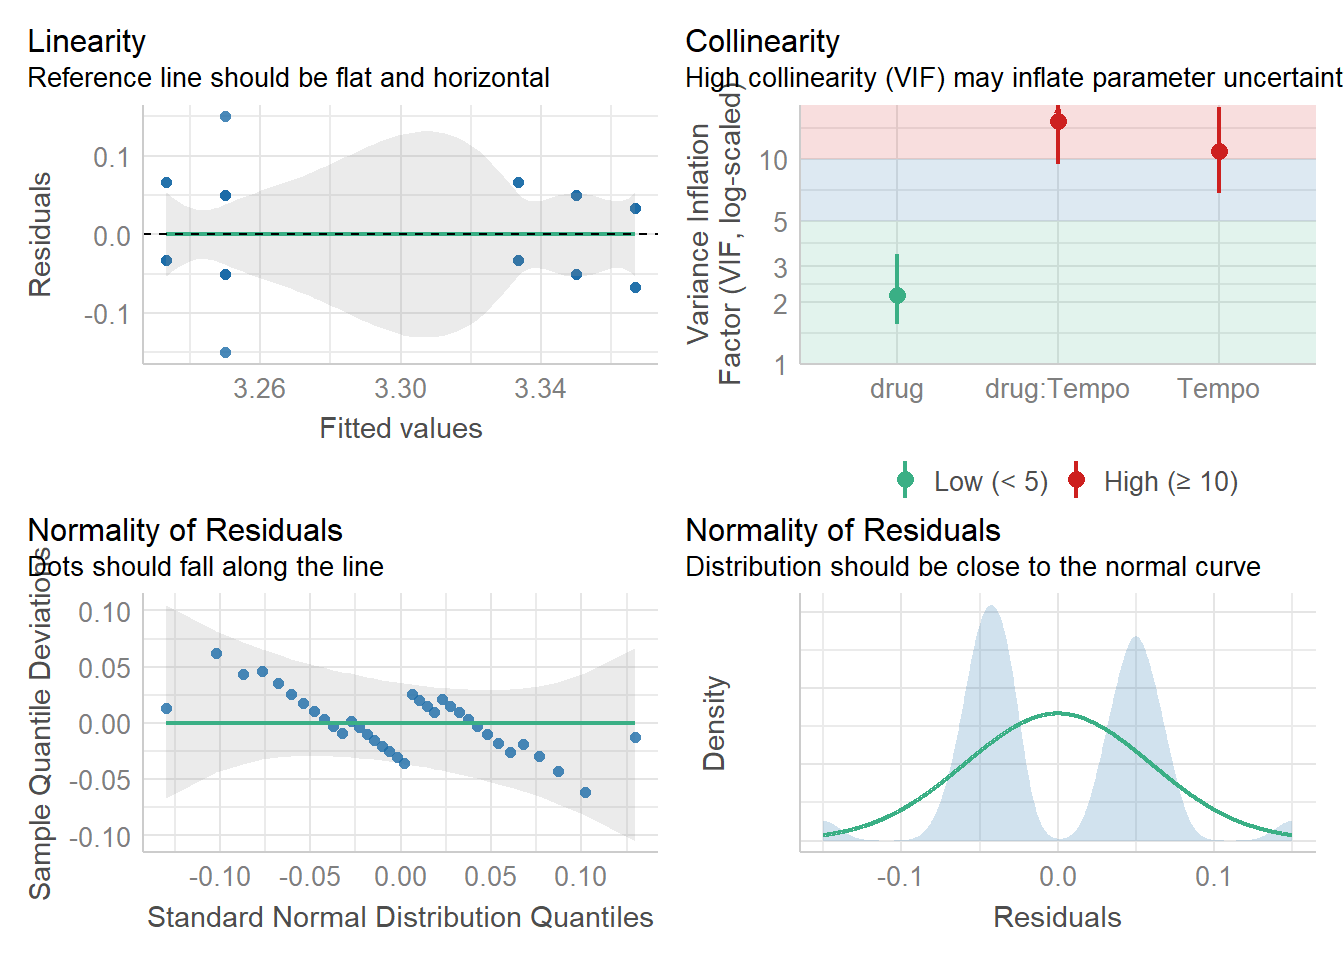 Linearity
Reference line should be flat and horizontal
Residuals
0.1
0.0
-0.1
3.26
3.30
3.34
Fitted values
Collinearity
High collinearity (VIF) may inflate parameter uncertaint
Variance Inflation
Factor (VIF, log-scaled)
10
5
3
2
1
drug
drug:Tempo
Tempo
Low (< 5)
High (≥ 10)
Normality of Residuals
Dots should fall along the line
Sample Quantile Deviations
0.10
0.05
0.00
-0.05
-0.10
-0.10
-0.05
0.00
0.05
0.10
Standard Normal Distribution Quantiles
Normality of Residuals
Distribution should be close to the normal curve
Density
-0.1
0.0
0.1
Residuals